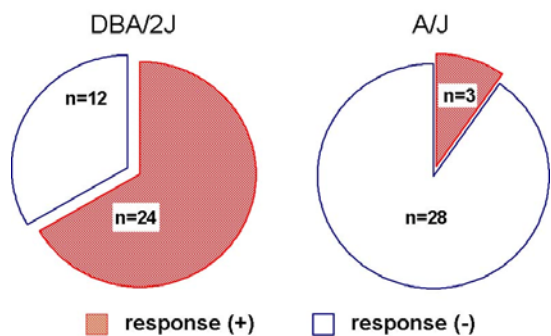 DBA/2J
A/J
n=12
n=3
n=24
n=28
response (+)
response (-)